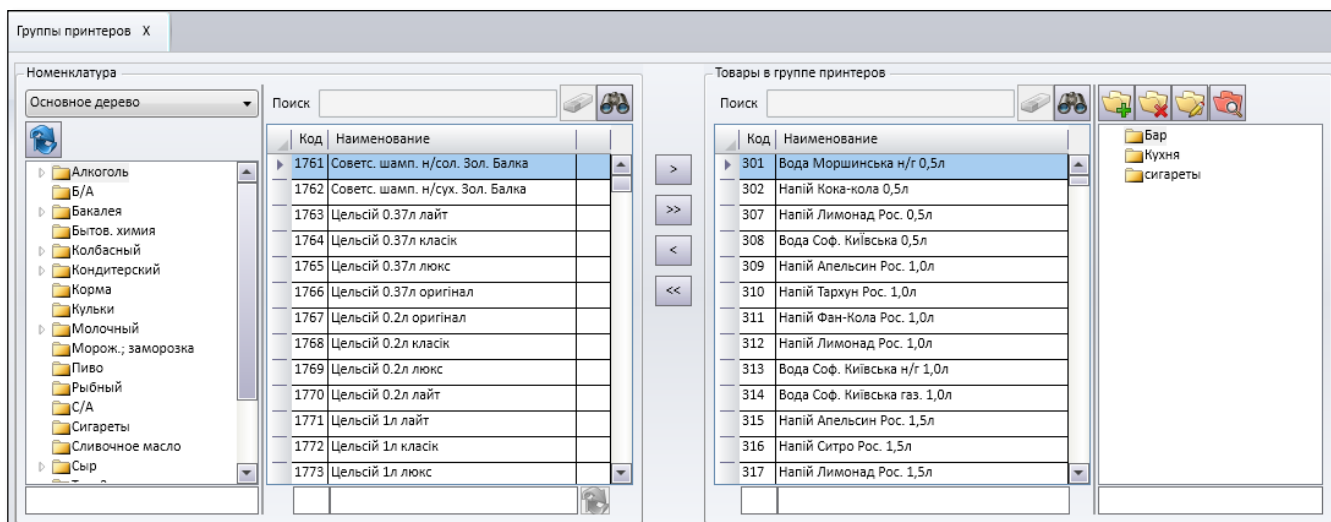 Группы принтеров X
Номенклатура
Основное дерево
Алкоголь
Б/А
Бакалея
Бытов. химия
Колбасный
Кондитерский
Корма
Кульки
Молочный
Морож.; заморозка
Пиво
Рыбный
С/А
Сигареты
Сливочное масло
Сыр
Поиск
Код Наименование
1761 Советс. шамп. н/сол. Зол. Балка
1762 Советс. шамп. н/сух. Зол. Балка
1763 Цельсій 0.37л лайт
1764 Цельсій 0.37л класік
1765 Цельсій 0.37л люкс
1766 Цельсій 0.37л оригінал
1767 Цельсій 0.2л оригінал
1768 Цельсій 0.2л класік
1769 Цельсій 0.2л люкс
1770 Цельсій 0.2л лайт
1771 Цельсій 1л лайт
1772 Цельсій 1л класік
1773 Цельсій 1л люкс
>
>>
<
<<
Товары в группе принтеров
Поиск
Код Наименование
301 Вода Моршинська н/г 0,5л
302 Напій Кока-кола 0,5л
307 Напій Лимонад Рос. 0,5л
308 Вода Соф. КиЇвська 0,5л
309 Напій Апельсин Рос. 1,0л
310 Напій Тархун Рос. 1,0л
311 Напій Фан-Кола Рос. 1,0л
312 Напій Лимонад Рос. 1,0л
313 Вода Соф. Київська н/г 1,0л
314 Вода Соф. Київська газ. 1,0л
315 Напій Апельсин Рос. 1,5л
316 Напій Ситро Рос. 1,5л
317 Напій Лимонад Рос. 1,5л
Бар
Кухня
сигареты